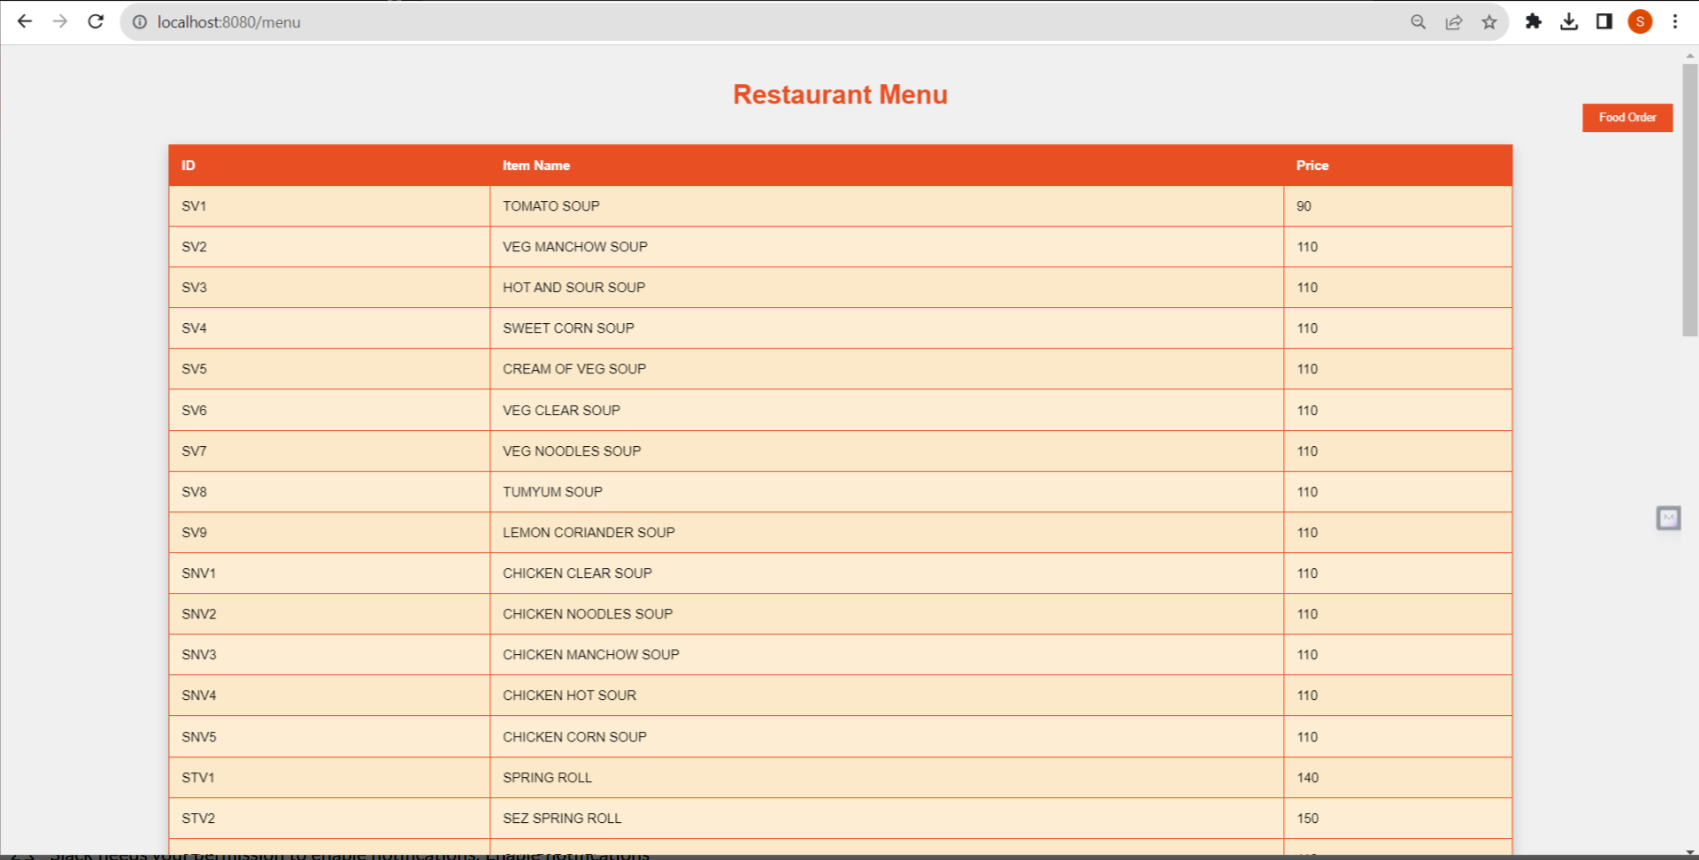 localhost:8080/menu
S
Restaurant Menu
Food Order
ID Item Name Price
SV1 TOMATO SOUP 90
SV2 VEG MANCHOW SOUP 110
SV3 HOT AND SOUR SOUP 110
SV4 SWEET CORN SOUP 110
SV5 CREAM OF VEG SOUP 110
SV6 VEG CLEAR SOUP 110
SV7 VEG NOODLES SOUP 110
SV8 TUMYUM SOUP 110
SV9 LEMON CORIANDER SOUP 110
SNV1 CHICKEN CLEAR SOUP 110
SNV2 CHICKEN NOODLES SOUP 110
SNV3 CHICKEN MANCHOW SOUP 110
SNV4 CHICKEN HOT SOUR 110
SNV5 CHICKEN CORN SOUP 110
STV1 SPRING ROLL 140
STV2 SEZ SPRING ROLL 150
Slack needs your permission to enable notifications. Enable notifications